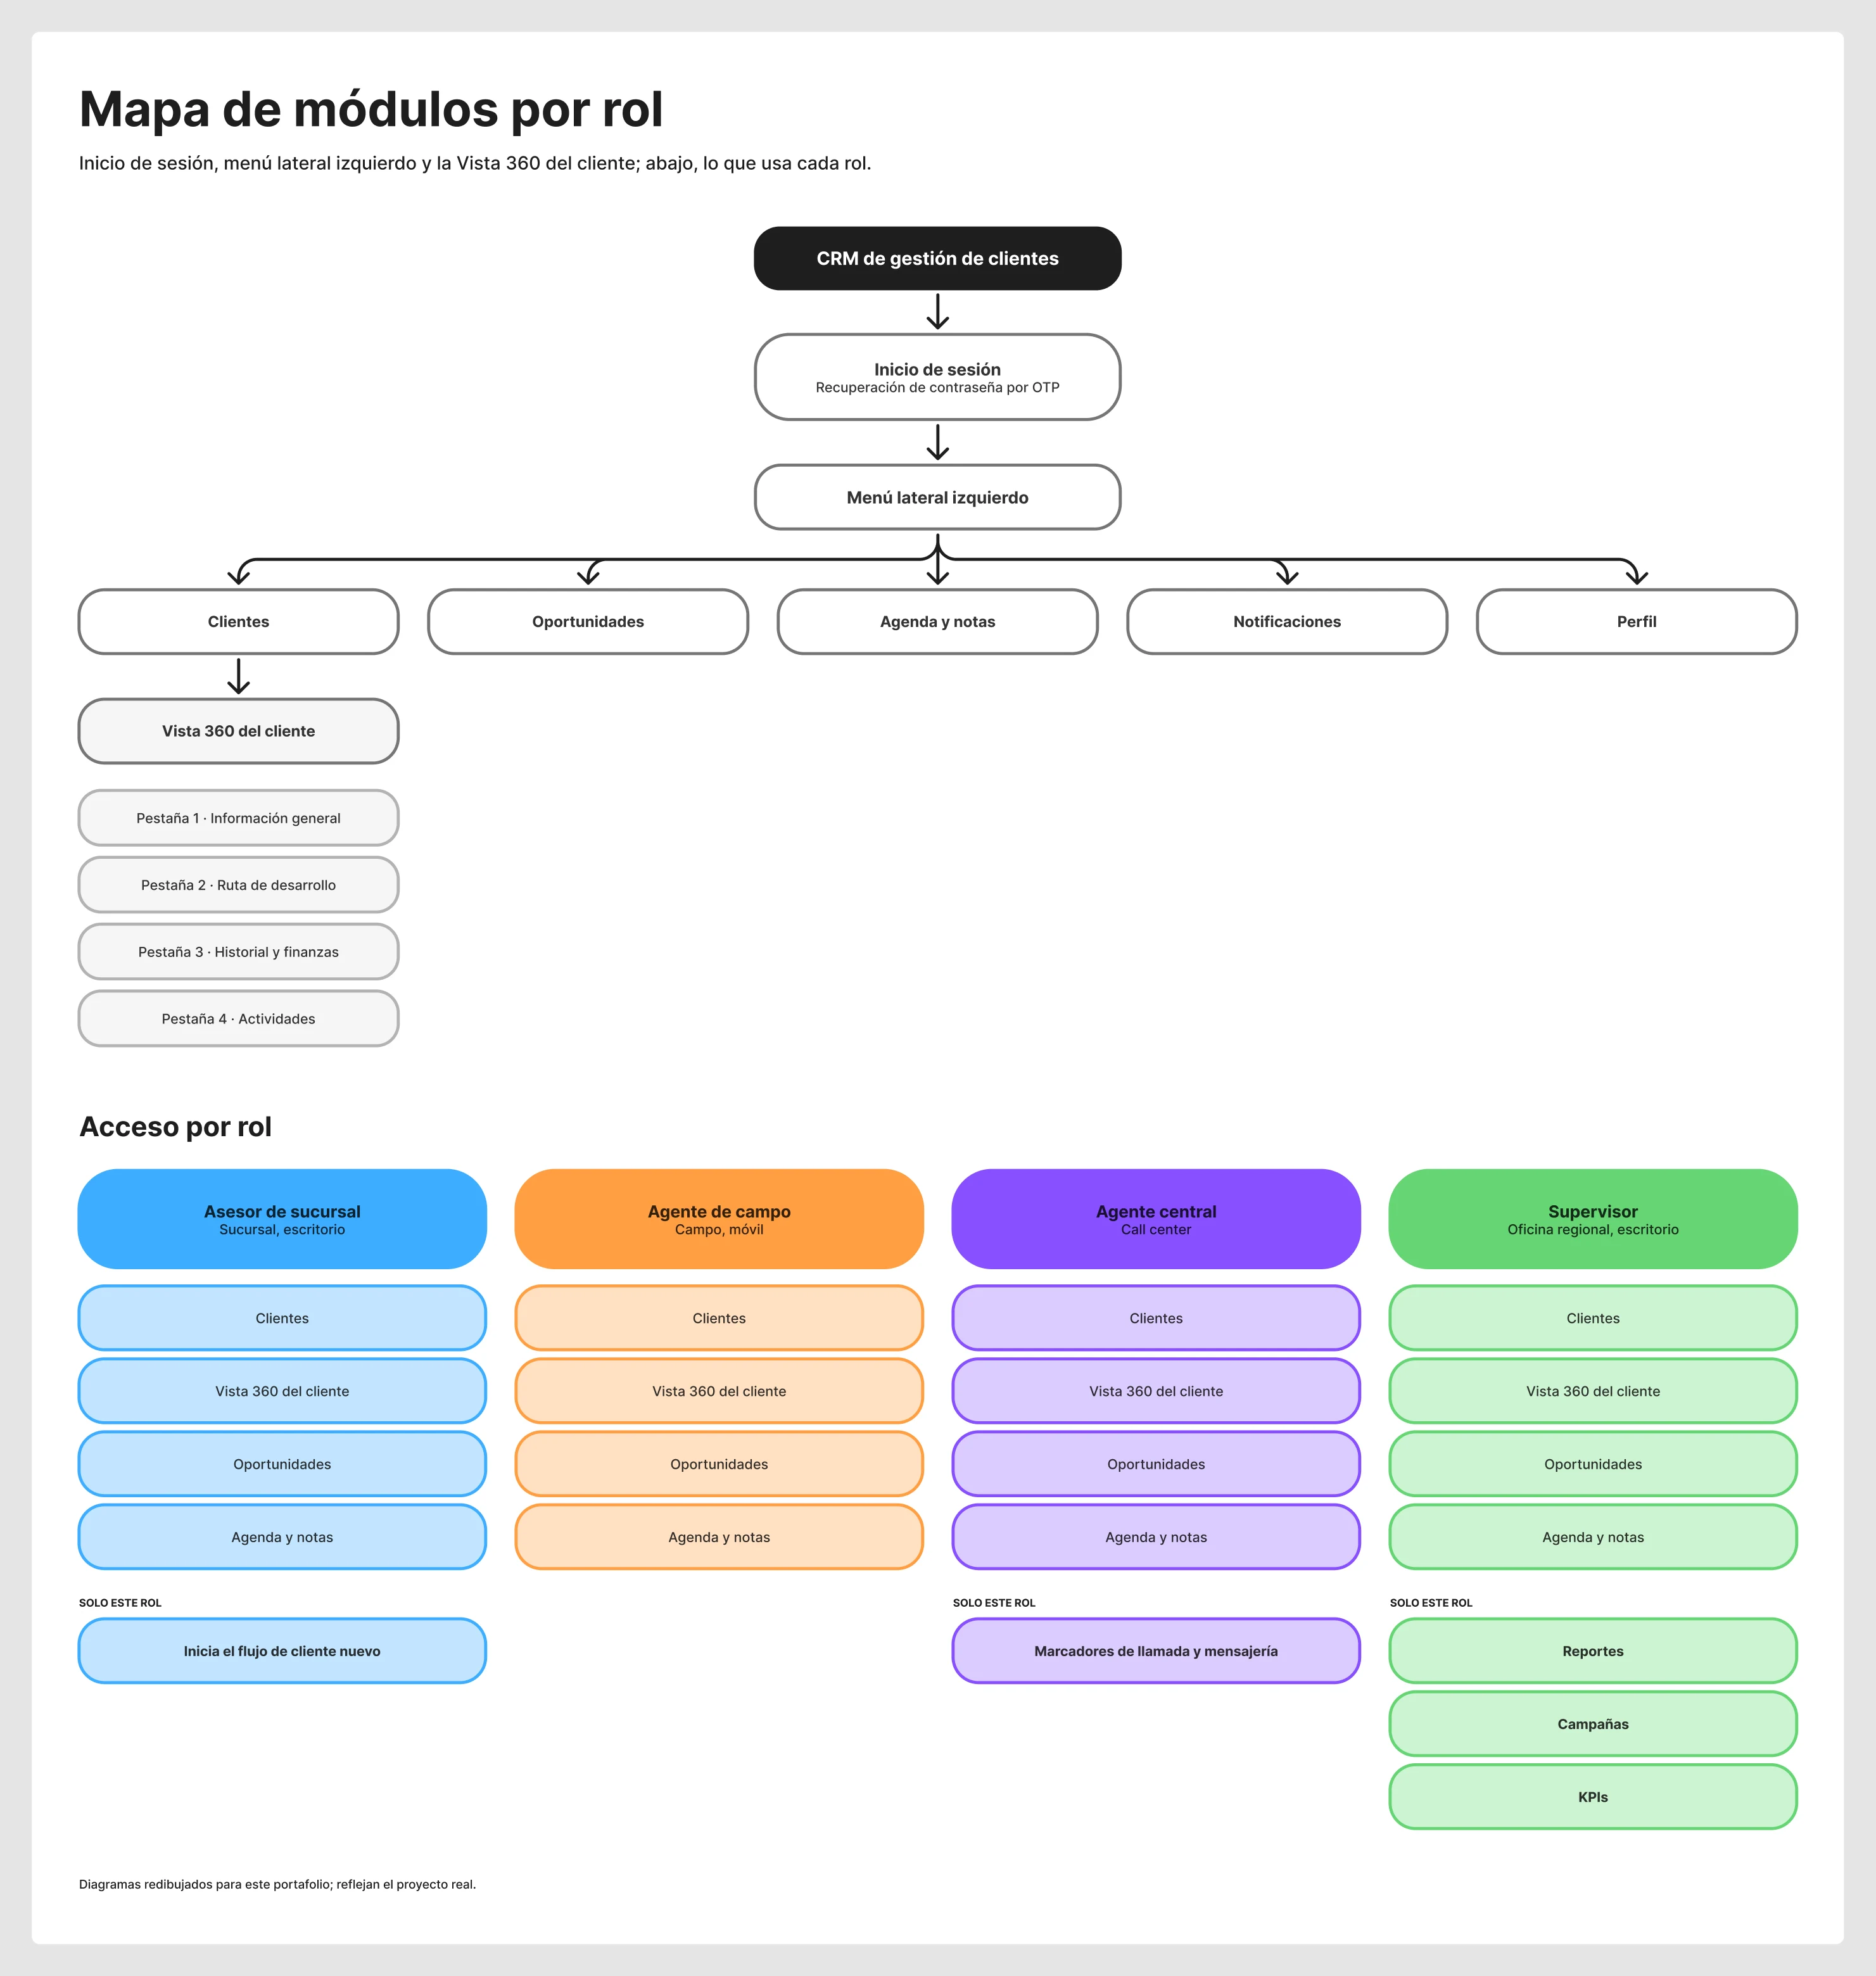 Mapa de módulos por rol
Inicio de sesión, menú lateral izquierdo y la Vista 360 del cliente; abajo, lo que usa cada rol.
CRM de gestión de clientes
Inicio de sesión
Recuperación de contraseña por OTP
Menú lateral izquierdo
Clientes
Oportunidades
Agenda y notas
Notificaciones
Perfil
Vista 360 del cliente
Pestaña 1 · Información general
Pestaña 2 · Ruta de desarrollo
Pestaña 3 · Historial y finanzas
Pestaña 4 · Actividades
Acceso por rol
Asesor de sucursal
Sucursal, escritorio
Clientes
Vista 360 del cliente
Oportunidades
Agenda y notas
SOLO ESTE ROL
Inicia el flujo de cliente nuevo
Agente de campo
Campo, móvil
Clientes
Vista 360 del cliente
Oportunidades
Agenda y notas
Agente central
Call center
Clientes
Vista 360 del cliente
Oportunidades
Agenda y notas
SOLO ESTE ROL
Marcadores de llamada y mensajería
Supervisor
Oficina regional, escritorio
Clientes
Vista 360 del cliente
Oportunidades
Agenda y notas
SOLO ESTE ROL
Reportes
Campañas
KPIs
Diagramas redibujados para este portafolio; reflejan el proyecto real.